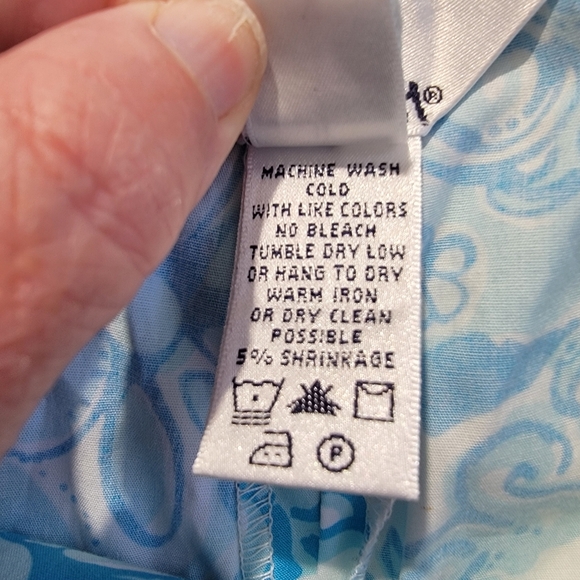 ®
MACHINE WASH
COLD
WITH LIKE COLORS
NO BLEACH
TUMBLE DRY LOW
OR HANG TO DRY
WARM IRON
OR DRY CLEAN
POSSIBLE
5% SHRINKAGE
P